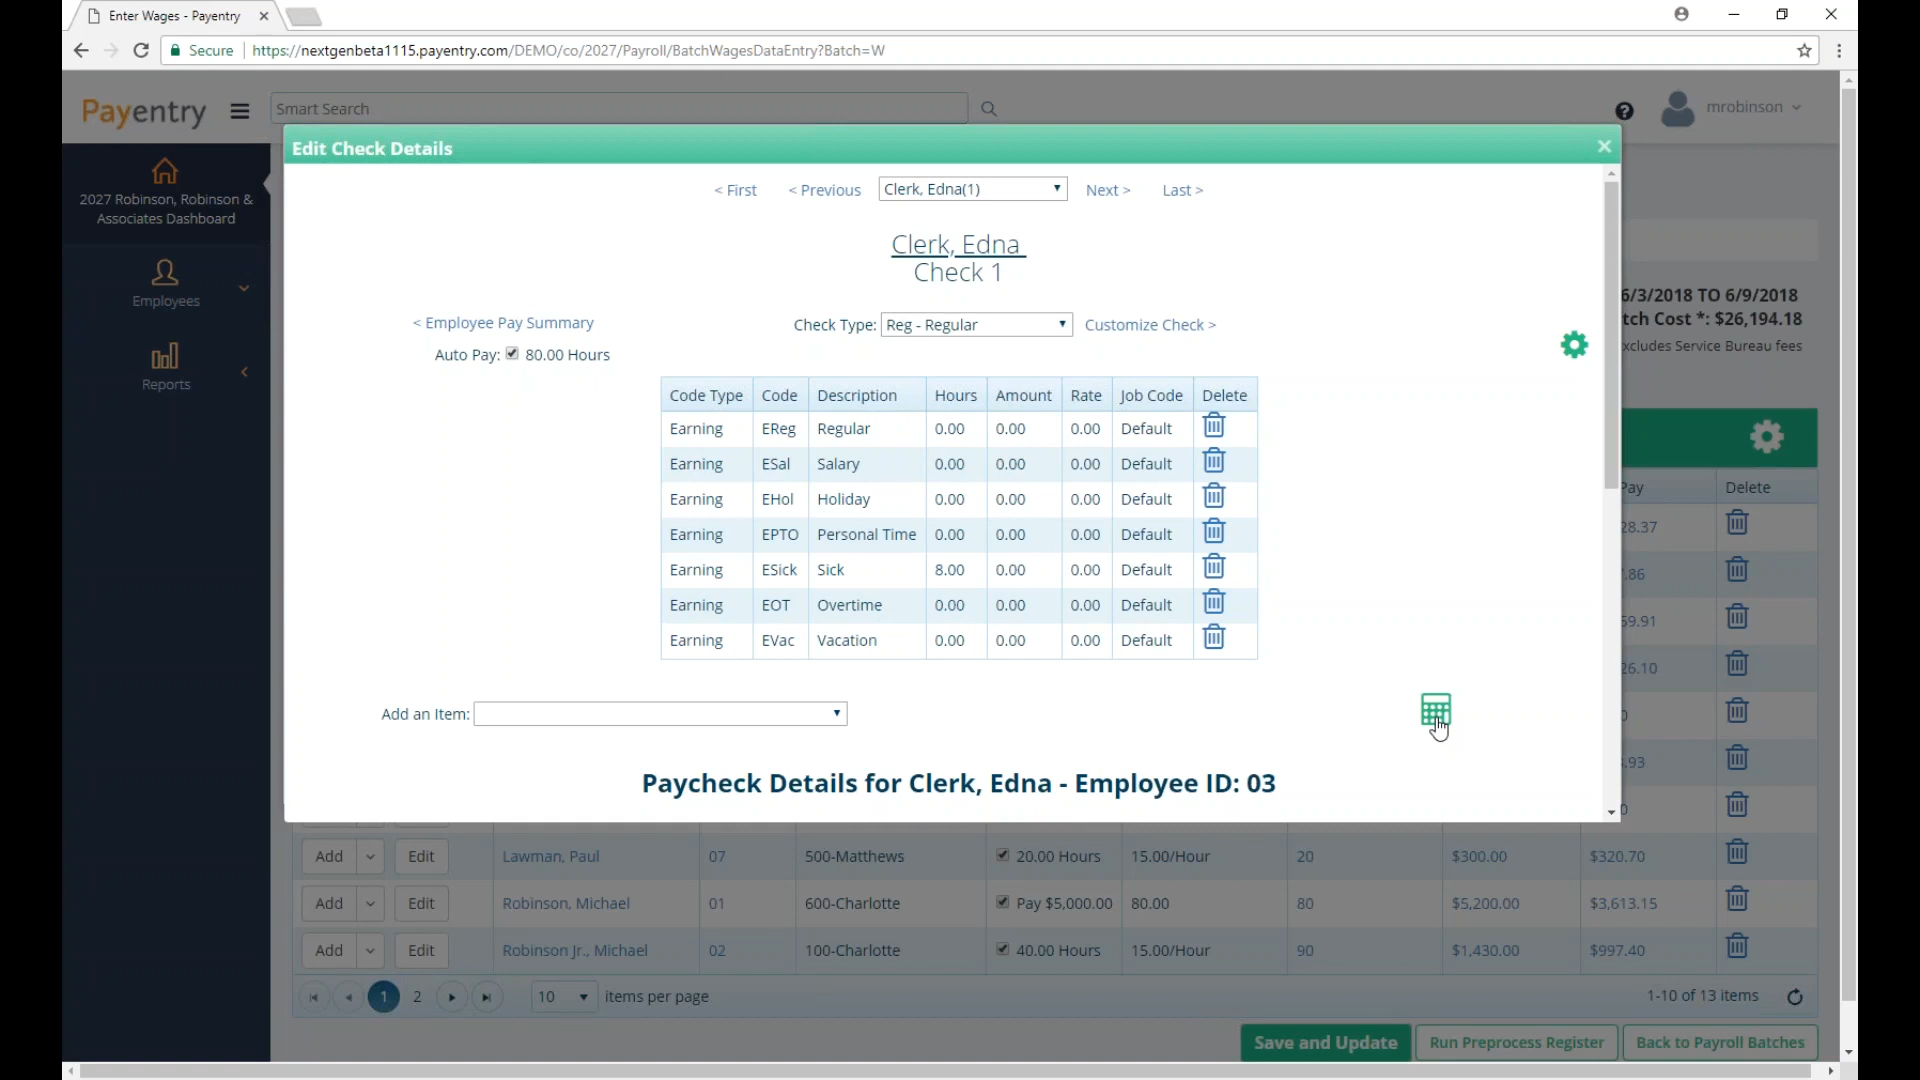 Enter Wages - Payentry
Secure
https://nextgenbeta1115.payentry.com/DEMO/co/2027/Payroll/BatchWagesDataEntry?Batch=W
Payentry
Smart Search
mrobinson
2027 Robinson, Robinson &
Associates Dashboard
Employees
Reports
Edit Check Details
< First
< Previous
Clerk, Edna(1)
Next >
Last >
Clerk, Edna
Check 1
< Employee Pay Summary
Check Type:
Reg - Regular
Customize Check >
Auto Pay: 80.00 Hours
Code Type Code Description Hours Amount Rate Job Code Delete
Earning EReg Regular 0.00 0.00 0.00 Default
Earning ESal Salary 0.00 0.00 0.00 Default
Earning EHol Holiday 0.00 0.00 0.00 Default
Earning EPTO Personal Time 0.00 0.00 0.00 Default
Earning ESick Sick 8.00 0.00 0.00 Default
Earning EOT Overtime 0.00 0.00 0.00 Default
Earning EVac Vacation 0.00 0.00 0.00 Default
Add an Item:
Paycheck Details for Clerk, Edna - Employee ID: 03
6/3/2018 TO 6/9/2018
tch Cost *: $26,194.18
xcludes Service Bureau fees
Pay Delete
28.37
.86
59.91
26.10
0
.93
0
Add Edit Lawman, Paul 07 500-Matthews 20.00 Hours 15.00/Hour 20 $300.00 $320.70
Add Edit Robinson, Michael 01 600-Charlotte Pay $5,000.00 80.00 80 $5,200.00 $3,613.15
Add Edit Robinson Jr., Michael 02 100-Charlotte 40.00 Hours 15.00/Hour 90 $1,430.00 $997.40
1 2 10 items per page
1-10 of 13 items
Save and Update
Run Preprocess Register
Back to Payroll Batches